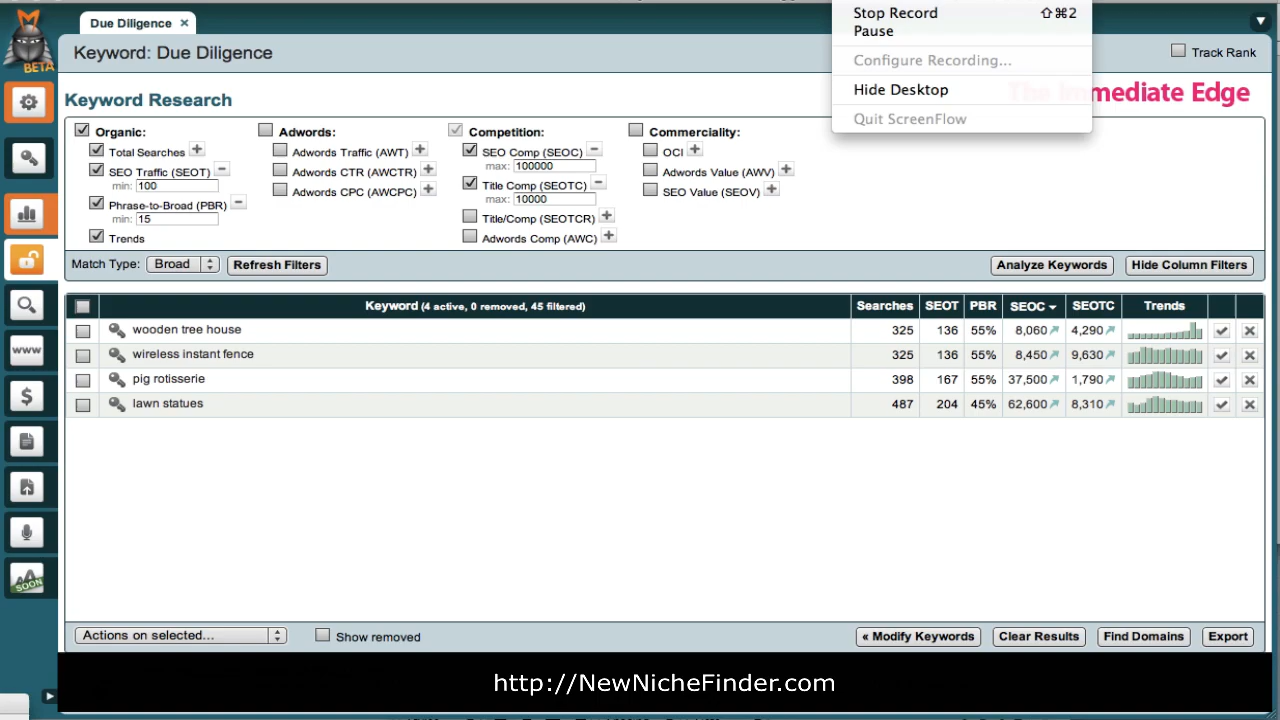 Due Diligence ×
BETA
Keyword: Due Diligence
Track Rank
Stop Record ⇧⌘2
Pause
Configure Recording...
Hide Desktop
Quit ScreenFlow
Immediate Edge
Keyword Research
Organic:
Total Searches
SEO Traffic (SEOT)
min: 100
Phrase-to-Broad (PBR)
min: 15
Trends
Adwords:
Adwords Traffic (AWT)
Adwords CTR (AWCTR)
Adwords CPC (AWCPC)
Competition:
SEO Comp (SEOC)
max: 100000
Title Comp (SEOTC)
max: 10000
Title/Comp (SEOTCR)
Adwords Comp (AWC)
Commerciality:
OCI
Adwords Value (AWV)
SEO Value (SEOV)
Match Type: Broad Refresh Filters Analyze Keywords Hide Column Filters
Keyword (4 active, 0 removed, 45 filtered) Searches SEOT PBR SEOC SEOTC Trends
wooden tree house 325 136 55% 8,060 4,290
wireless instant fence 325 136 55% 8,450 9,630
pig rotisserie 398 167 55% 37,500 1,790
lawn statues 487 204 45% 62,600 8,310
www
$
SOON
Actions on selected... Show removed « Modify Keywords Clear Results Find Domains Export
http://NewNicheFinder.com